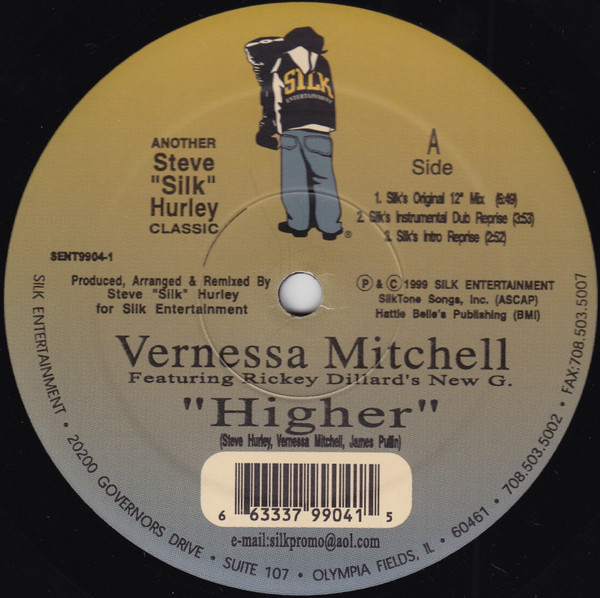 SILK
ENTERTAINMENT
ANOTHER
Steve
"Silk"
Hurley
CLASSIC
A
Side
1. Silk's Original 12" Mix (6:49)
2. Silk's Instrumental Dub Reprise (3:53)
3. Silk's Intro Reprise (2:52)
®
SENT9904-1
Produced, Arranged & Remixed By
Steve "Silk" Hurley
for Silk Entertainment
℗ & © 1999 SILK ENTERTAINMENT
SilkTone Songs, Inc. (ASCAP)
Hattie Belle's Publishing (BMI)
Vernessa Mitchell
Featuring Rickey Dillard's New G.
"Higher"
(Steve Hurley, Vernessa Mitchell, James Pullin)
6 63337 99041 5
e-mail:silkpromo@aol.com
SILK ENTERTAINMENT • 20200 GOVERNORS DRIVE • SUITE 107 • OLYMPIA FIELDS, IL • 60461 • 708.503.5002 • FAX:708.503.5007